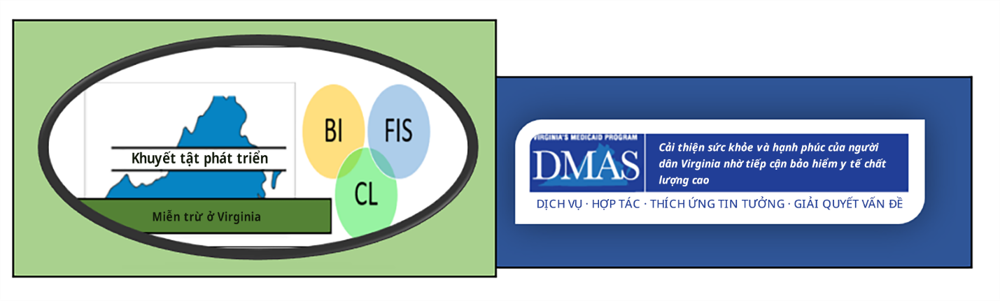 Khuyết tật phát triển
Miễn trừ ở Virginia
BI
FIS
CL
VIRGINIA'S MEDICAID PROGRAM
DMAS
Cải thiện sức khỏe và hạnh phúc của người
dân Virginia nhờ tiếp cận bảo hiểm y tế chất
lượng cao
DỊCH VỤ · HỢP TÁC · THÍCH ỨNG TIN TƯỞNG · GIẢI QUYẾT VẤN ĐỀ